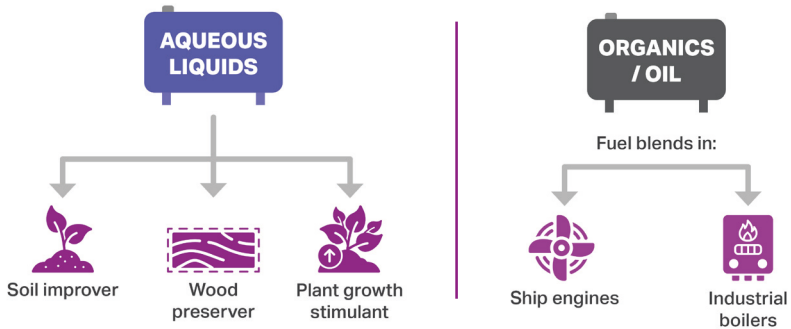 AQUEOUS
LIQUIDS
Soil improver
Wood
preserver
Plant growth
stimulant
ORGANICS
/ OIL
Fuel blends in:
Ship engines
Industrial
boilers